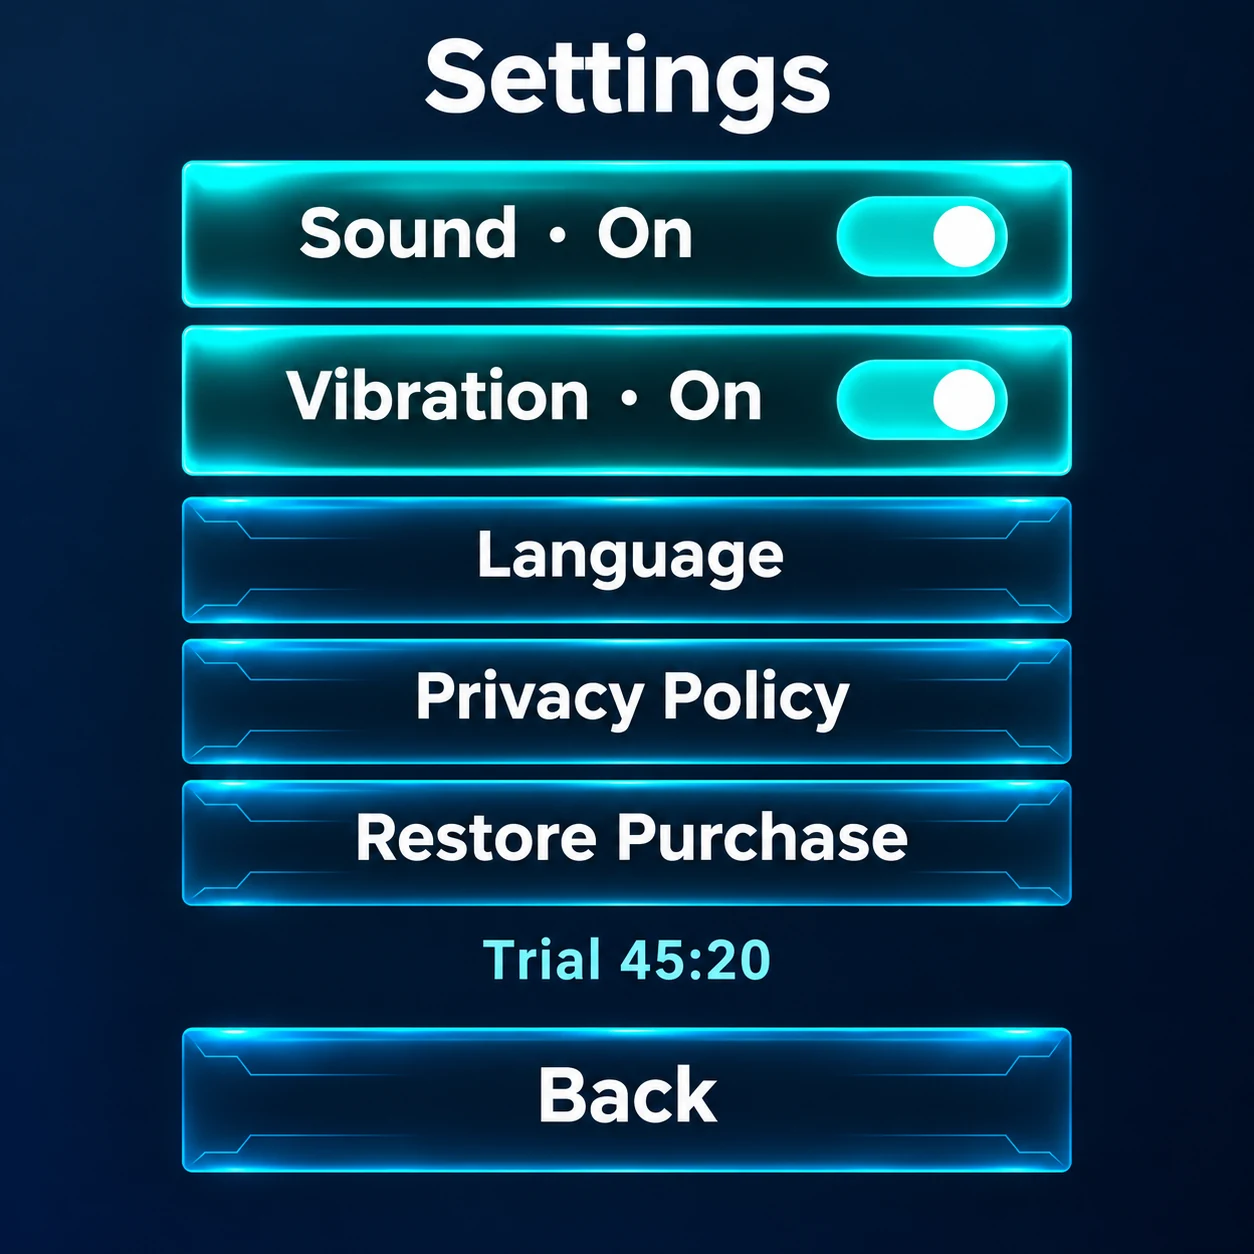 Settings
Sound • On
Vibration • On
Language
Privacy Policy
Restore Purchase
Trial 45:20
Back